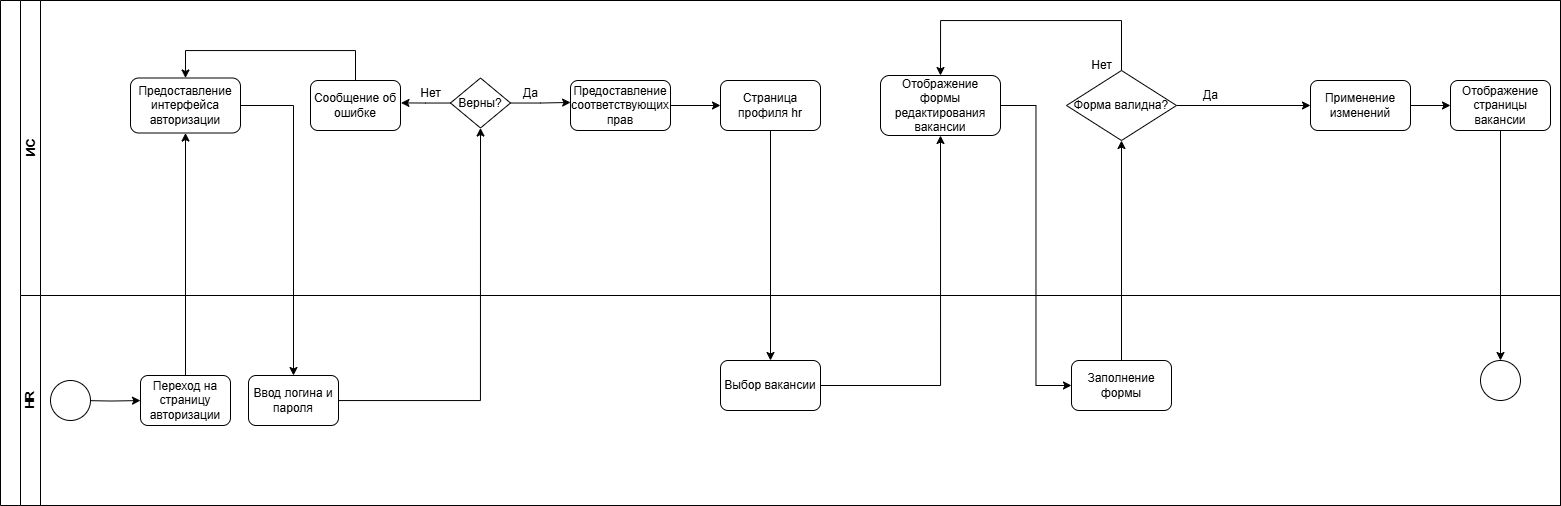 ИС
Предоставление
интерфейса
авторизации
Сообщение об
ошибке
Нет
Верны?
Да
Предоставление
соответствующих
прав
Страница
профиля hr
Отображение
формы
редактирования
вакансии
Нет
Форма валидна?
Да
Применение
изменений
Отображение
страницы
вакансии
HR
Переход на
страницу
авторизации
Ввод логина и
пароля
Выбор вакансии
Заполнение
формы